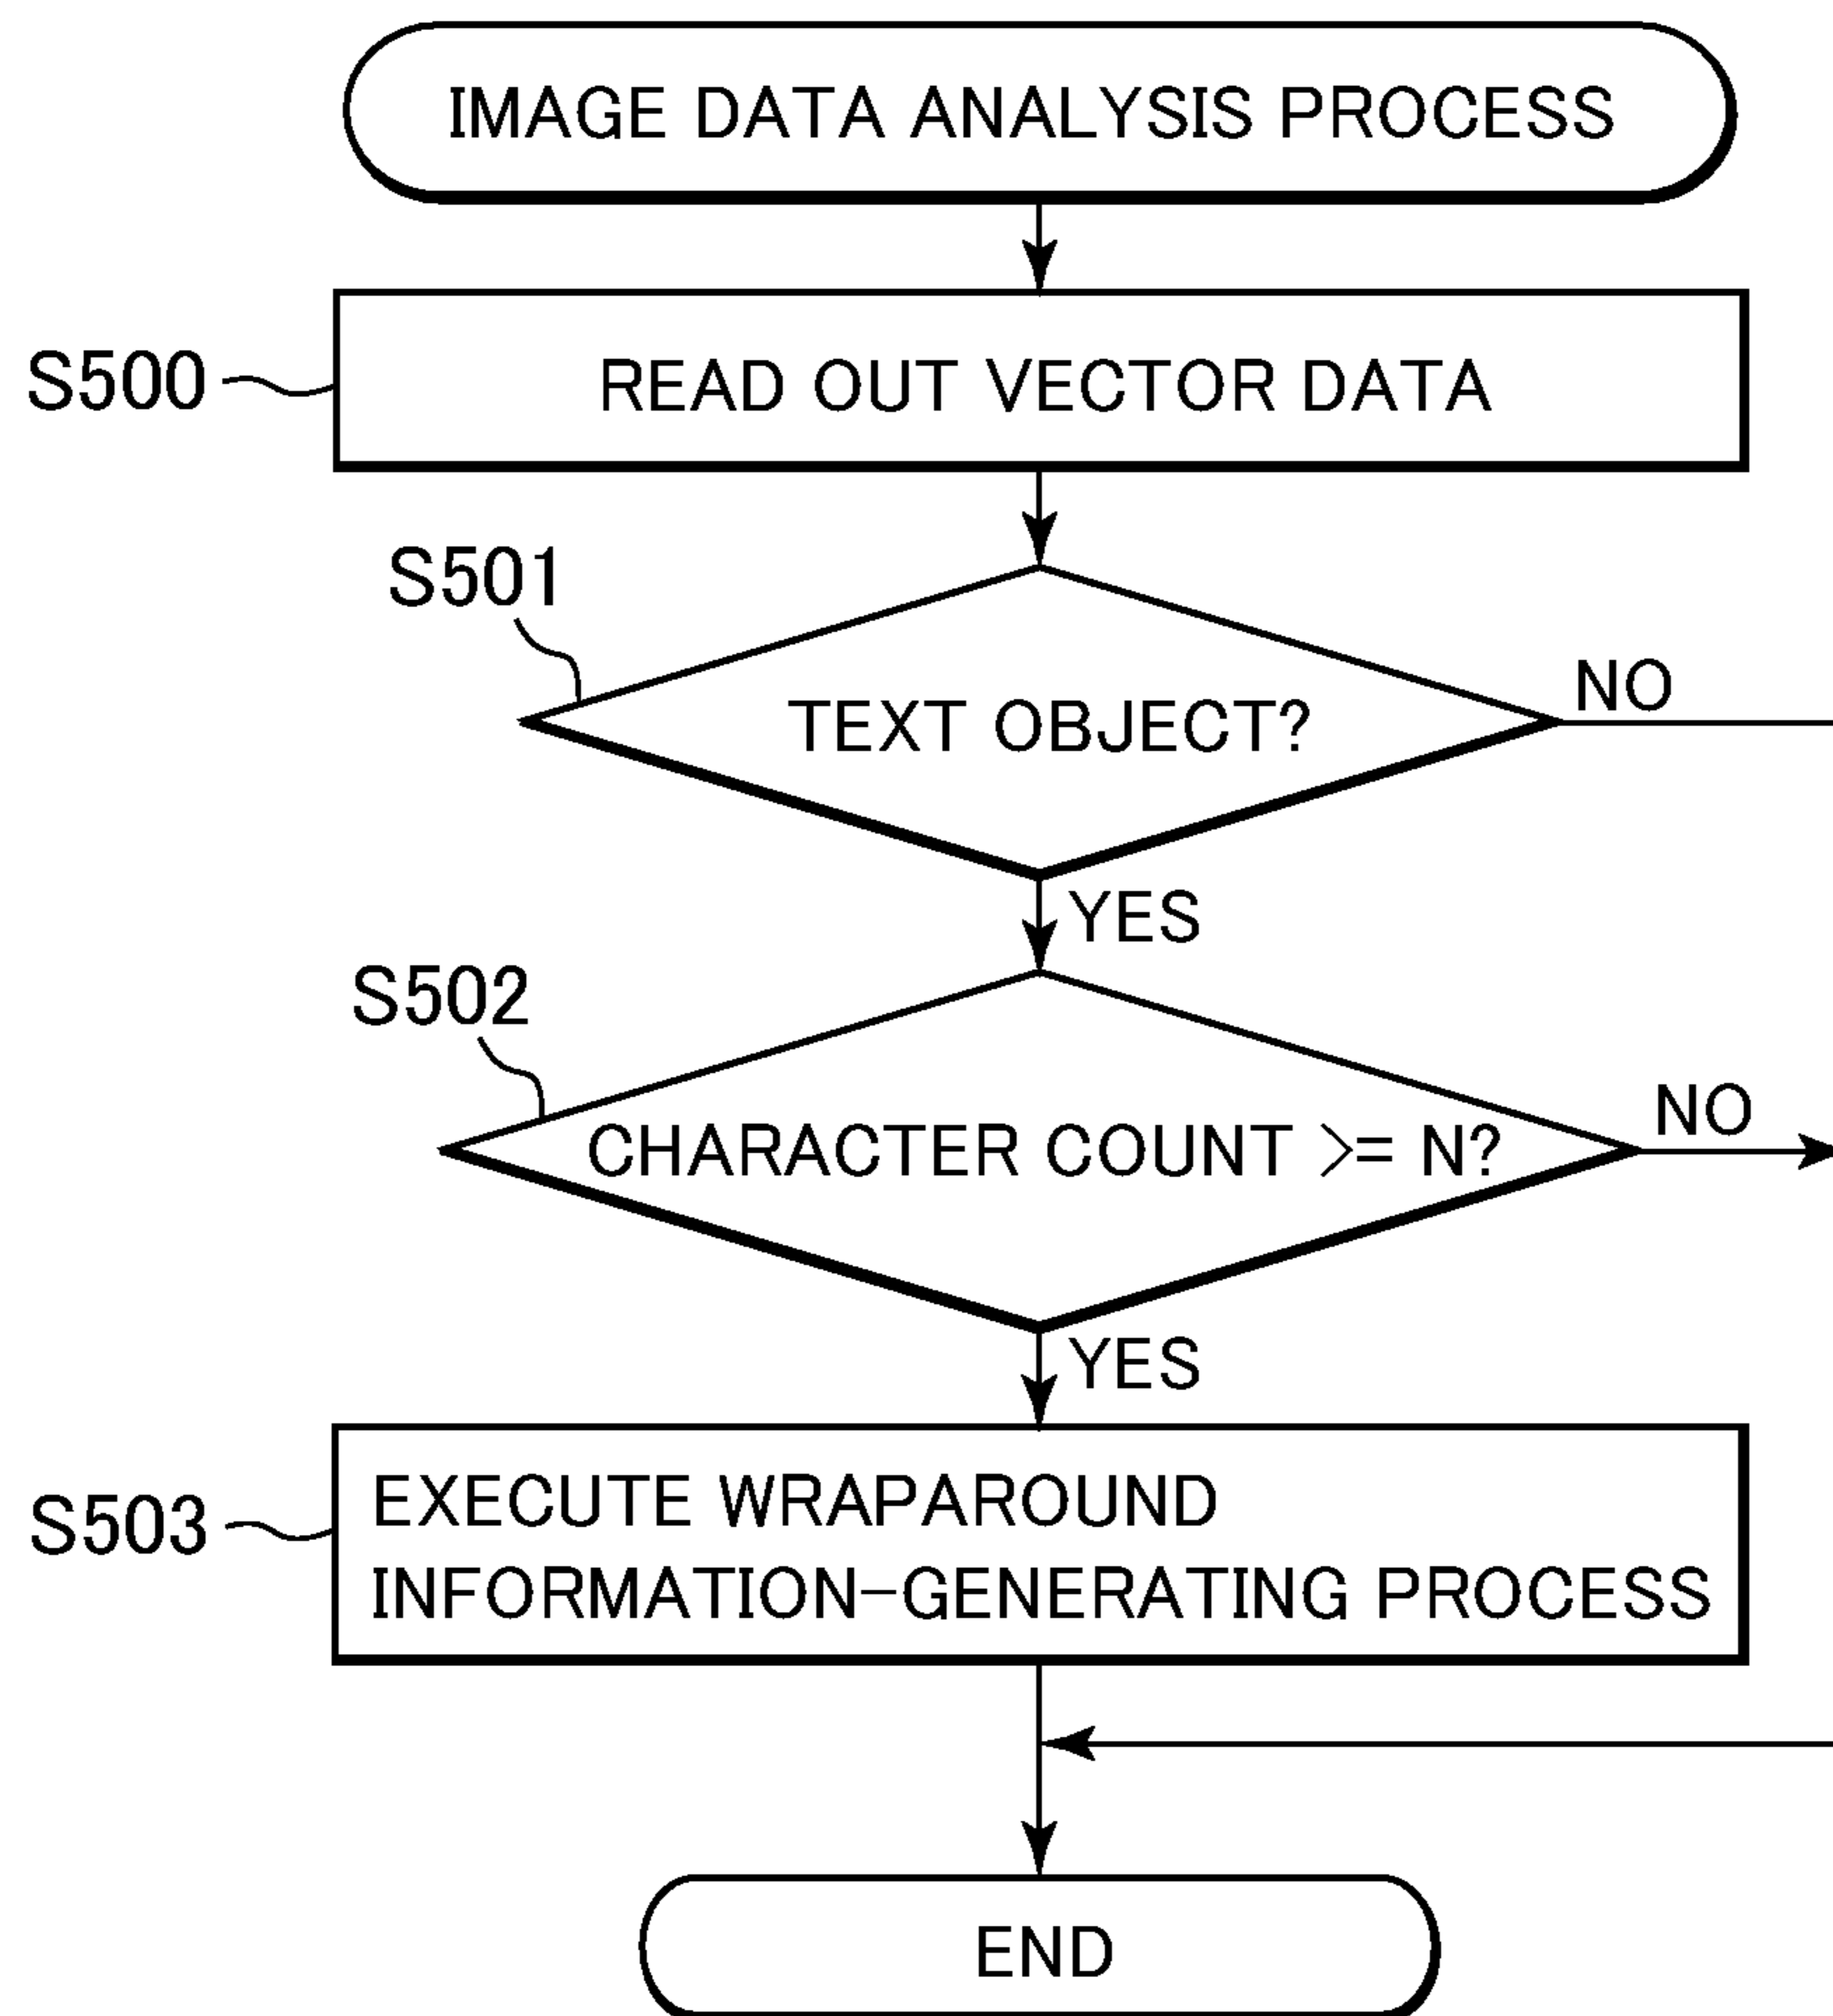 IMAGE DATA ANALYSIS PROCESS
S500
READ OUT VECTOR DATA
S501
TEXT OBJECT?
NO
YES
S502
CHARACTER COUNT >= N?
NO
YES
S503
EXECUTE WRAPAROUND
INFORMATION-GENERATING PROCESS
END